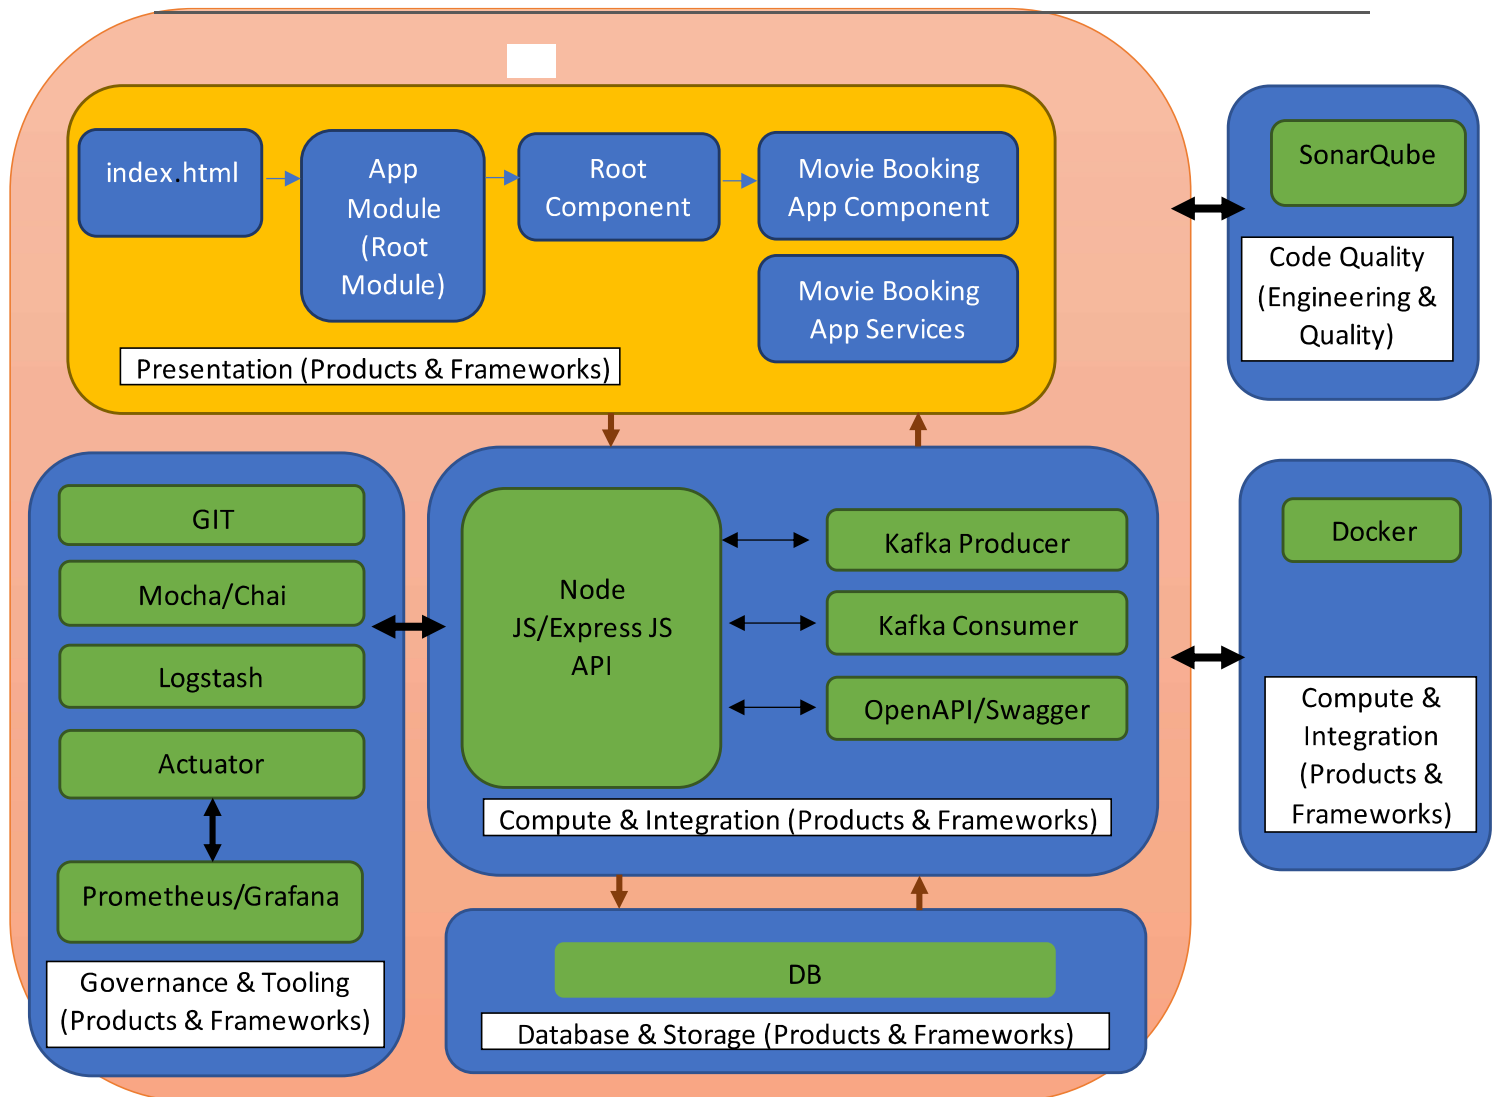 index.html
App
Module
(Root
Module)
Root
Component
Movie Booking
App Component
Movie Booking
App Services
Presentation (Products & Frameworks)
SonarQube
Code Quality
(Engineering &
Quality)
GIT
Mocha/Chai
Logstash
Actuator
Prometheus/Grafana
Governance & Tooling
(Products & Frameworks)
Node
JS/Express JS
API
Kafka Producer
Kafka Consumer
OpenAPI/Swagger
Compute & Integration (Products & Frameworks)
Docker
Compute &
Integration
(Products &
Frameworks)
DB
Database & Storage (Products & Frameworks)